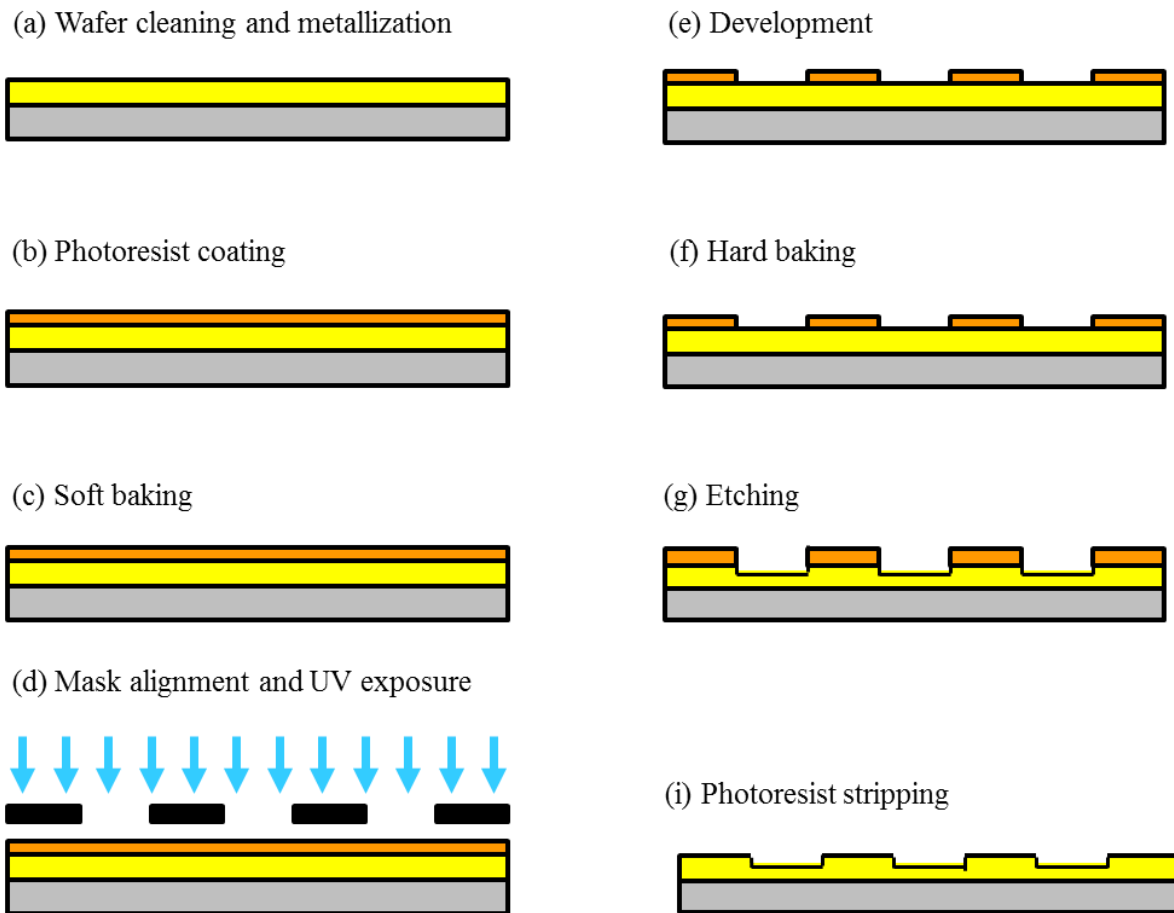 (a) Wafer cleaning and metallization
(b) Photoresist coating
(c) Soft baking
(d) Mask alignment and UV exposure
(e) Development
(f) Hard baking
(g) Etching
(i) Photoresist stripping